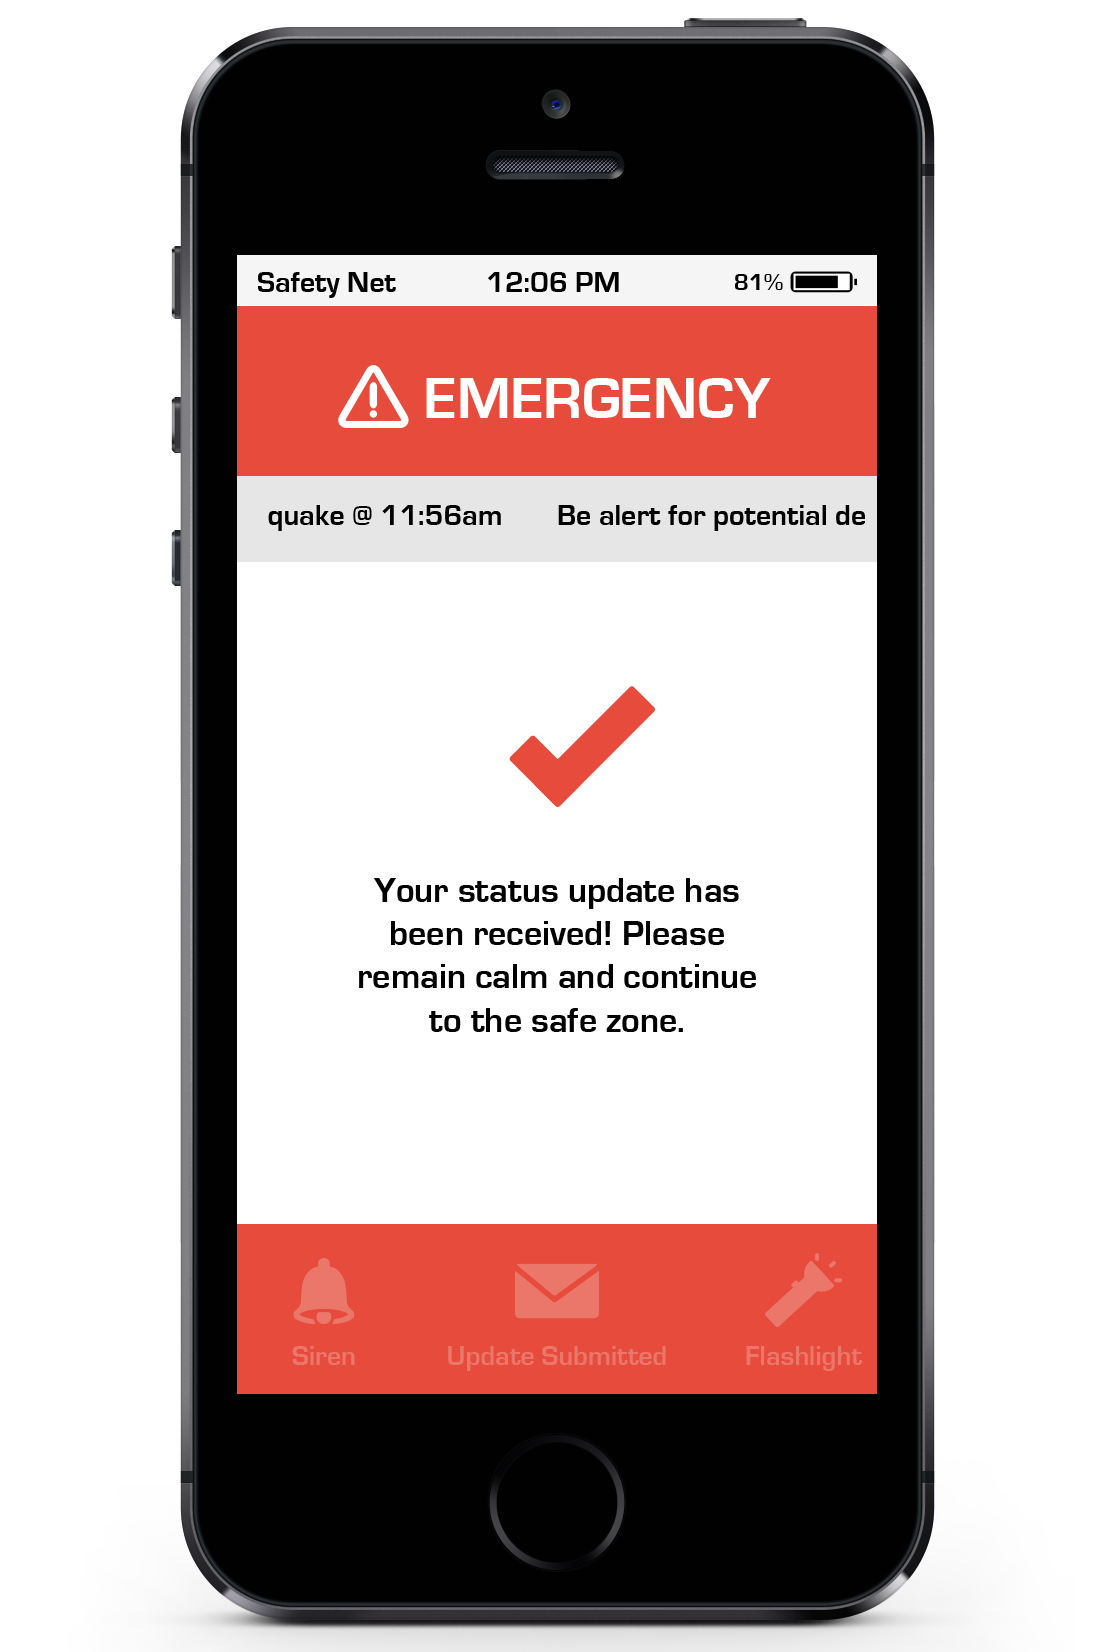 Safety Net 12:06 PM 81%
EMERGENCY
quake @ 11:56am Be alert for potential de
Your status update has
been received! Please
remain calm and continue
to the safe zone.
Siren Update Submitted Flashlight